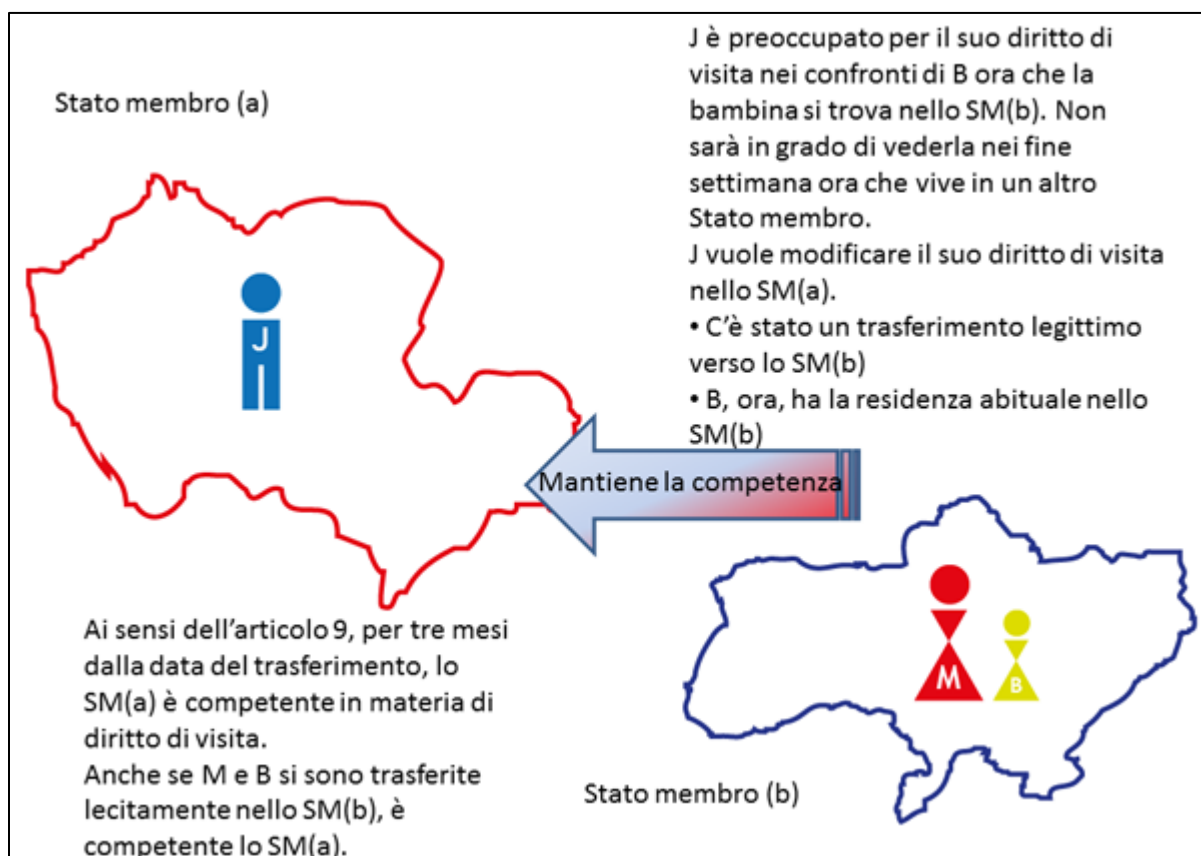 Stato membro (a)
J è preoccupato per il suo diritto di
visita nei confronti di B ora che la
bambina si trova nello SM(b). Non
sarà in grado di vederla nei fine
settimana ora che vive in un altro
Stato membro.
J vuole modificare il suo diritto di visita
nello SM(a).
• C’è stato un trasferimento legittimo
verso lo SM(b)
• B, ora, ha la residenza abituale nello
SM(b)
J
Mantiene la competenza
M
B
Ai sensi dell’articolo 9, per tre mesi
dalla data del trasferimento, lo
SM(a) è competente in materia di
diritto di visita.
Anche se M e B si sono trasferite
lecitamente nello SM(b), è
competente lo SM(a).
Stato membro (b)